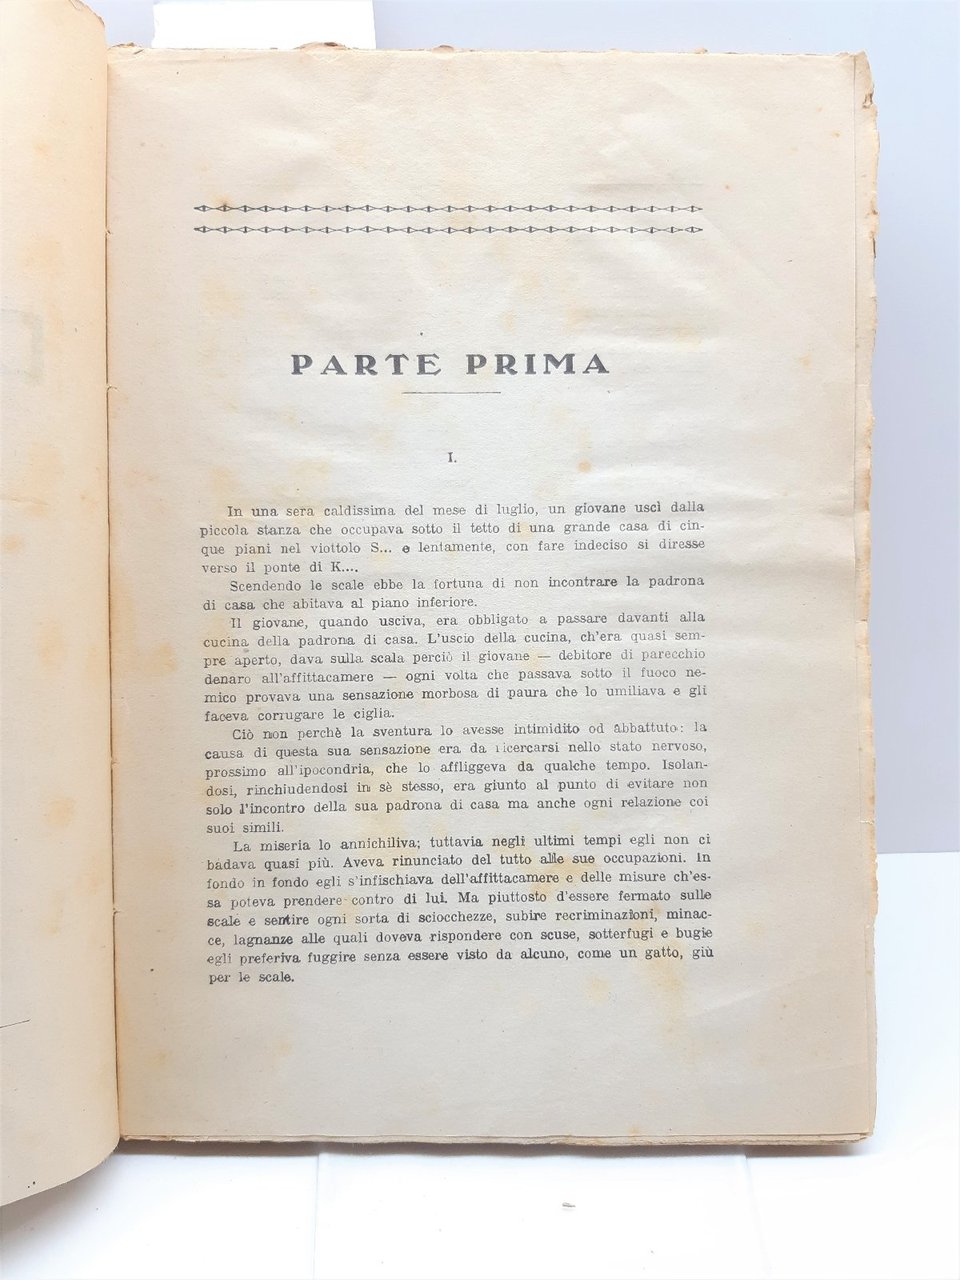 PARTE PRIMA
I.
In una sera caldissima del mese di luglio, un giovane uscì dalla
piccola stanza che occupava sotto il tetto di una grande casa di cin-
que piani nel viottolo S... e lentamente, con fare indeciso si diresse
verso il ponte di K....
Scendendo le scale ebbe la fortuna di non incontrare la padrona
di casa che abitava al piano inferiore.
Il giovane, quando usciva, era obbligato a passare davanti alla
cucina della padrona di casa. L'uscio della cucina, ch'era quasi sem-
pre aperto, dava sulla scala perciò il giovane — debitore di parecchio
denaro all'affittacamere — ogni volta che passava sotto il fuoco ne-
mico provava una sensazione morbosa di paura che lo umiliava e gli
faceva corrugare le ciglia.
Ciò non perchè la sventura lo avesse intimidito od abbattuto: la
causa di questa sua sensazione era da ricercarsi nello stato nervoso,
prossimo all'ipocondria, che lo affliggeva da qualche tempo. Isolan-
dosi, rinchiudendosi in sè stesso, era giunto al punto di evitare non
solo l'incontro della sua padrona di casa ma anche ogni relazione coi
suoi simili.
La miseria lo annichiliva; tuttavia negli ultimi tempi egli non ci
badava quasi più. Aveva rinunciato del tutto alle sue occupazioni. In
fondo in fondo egli s'infischiava dell'affittacamere e delle misure ch'es-
sa poteva prendere contro di lui. Ma piuttosto d'essere fermato sulle
scale e sentire ogni sorta di sciocchezze, subire recriminazioni, minac-
ce, lagnanze alle quali doveva rispondere con scuse, sotterfugi e bugie
egli preferiva fuggire senza essere visto da alcuno, come un gatto, giù
per le scale.